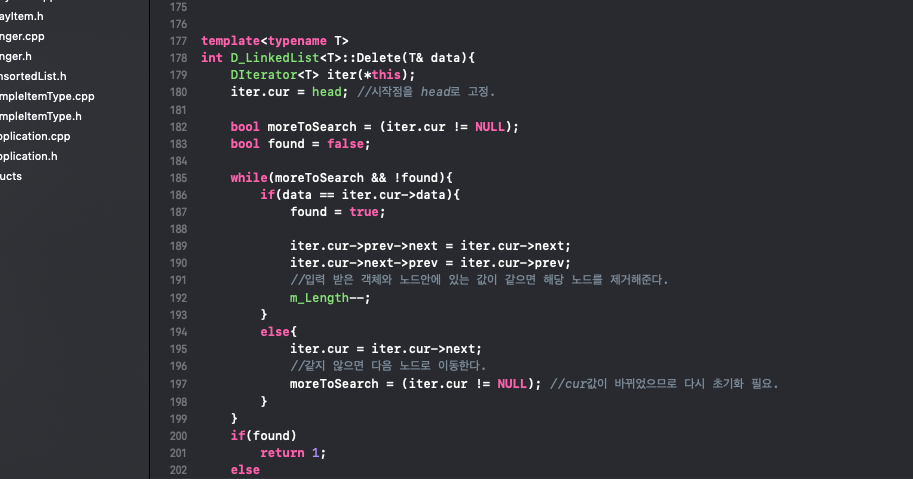 ayItem.h
nger.cpp
nger.h
nsortedList.h
mpleItemType.cpp
mpleItemType.h
pplication.cpp
pplication.h
ucts
175
176
177 template<typename T>
178 int D_LinkedList<T>::Delete(T& data){
179 DIterator<T> iter(*this);
180 iter.cur = head; //시작점을 head로 고정.
181
182 bool moreToSearch = (iter.cur != NULL);
183 bool found = false;
184
185 while(moreToSearch && !found){
186 if(data == iter.cur->data){
187 found = true;
188
189 iter.cur->prev->next = iter.cur->next;
190 iter.cur->next->prev = iter.cur->prev;
191 //입력 받은 객체와 노드안에 있는 값이 같으면 해당 노드를 제거해준다.
192 m_Length--;
193 }
194 else{
195 iter.cur = iter.cur->next;
196 //같지 않으면 다음 노드로 이동한다.
197 moreToSearch = (iter.cur != NULL); //cur값이 바뀌었으므로 다시 초기화 필요.
198 }
199 }
200 if(found)
201 return 1;
202 else